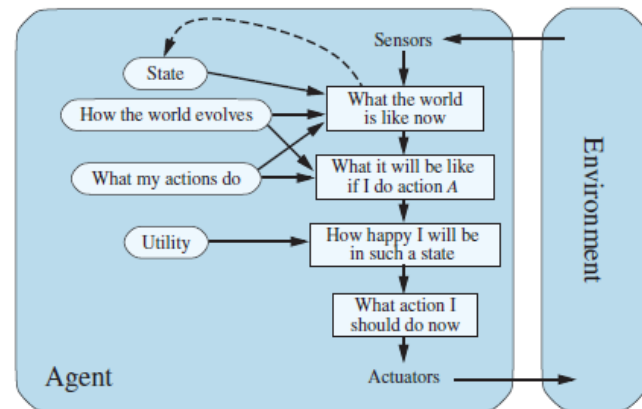 Sensors
State
What the world
is like now
How the world evolves
What it will be like
if I do action A
What my actions do
Utility
How happy I will be
in such a state
What action I
should do now
Agent
Actuators
Environment